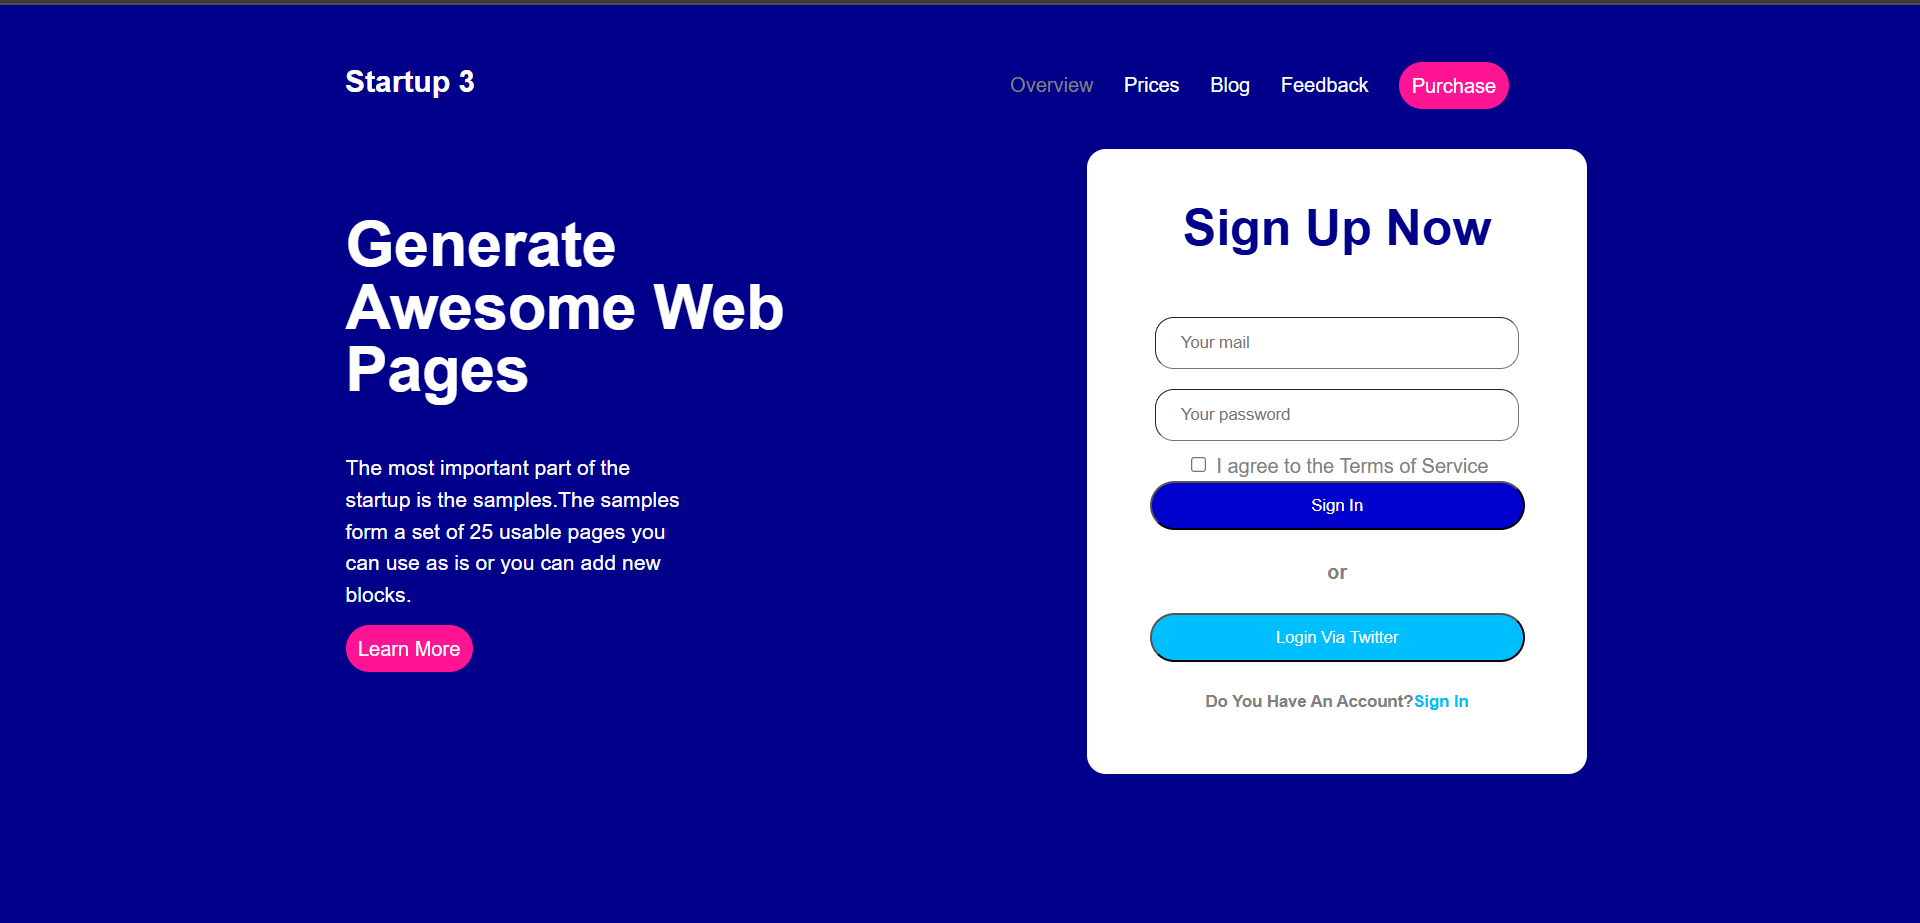 Startup 3
Overview Prices Blog Feedback Purchase
Generate
Awesome Web
Pages
The most important part of the
startup is the samples.The samples
form a set of 25 usable pages you
can use as is or you can add new
blocks.
Learn More
Sign Up Now
Your mail
Your password
I agree to the Terms of Service
Sign In
or
Login Via Twitter
Do You Have An Account?Sign In